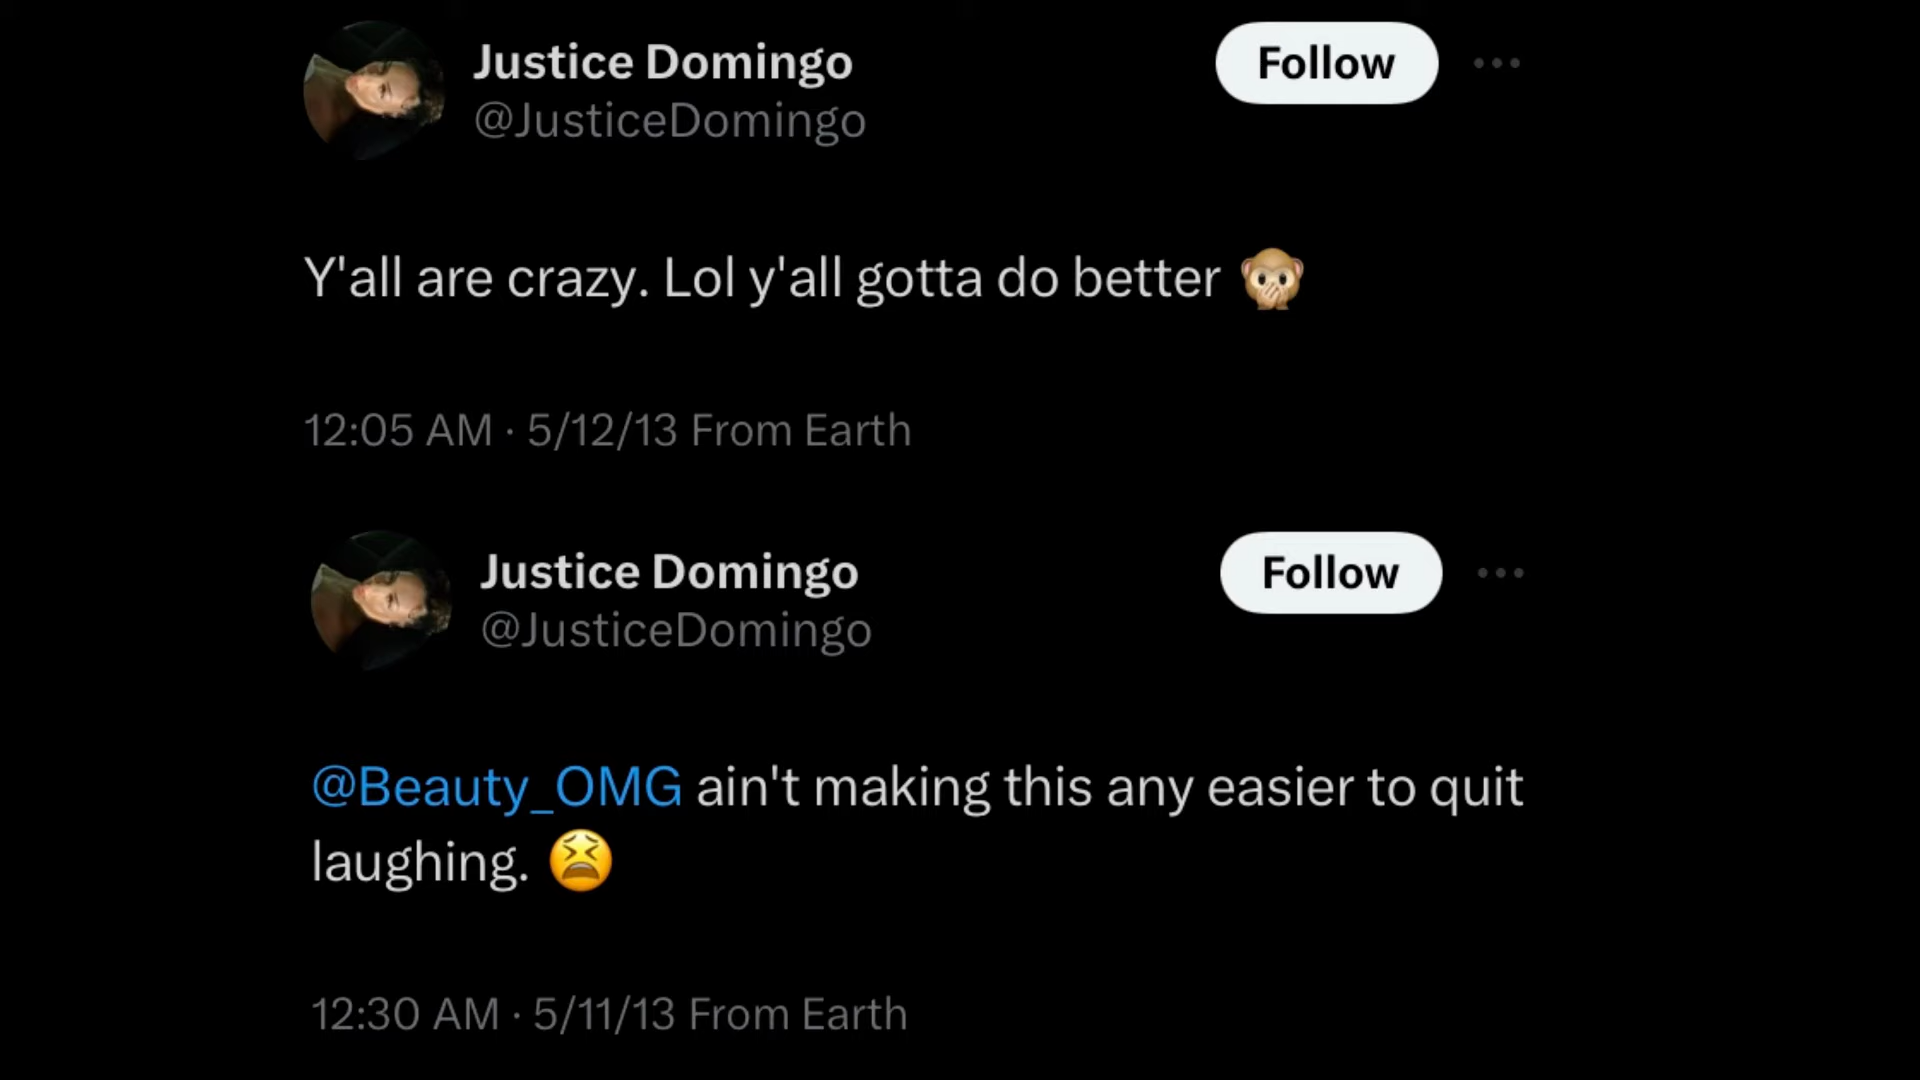 Justice Domingo
Follow
@JusticeDomingo
Y'all are crazy. Lol y'all gotta do better 🙊
12:05 AM · 5/12/13 From Earth
Justice Domingo
Follow
@JusticeDomingo
@Beauty_OMG ain't making this any easier to quit
laughing. 😫
12:30 AM · 5/11/13 From Earth